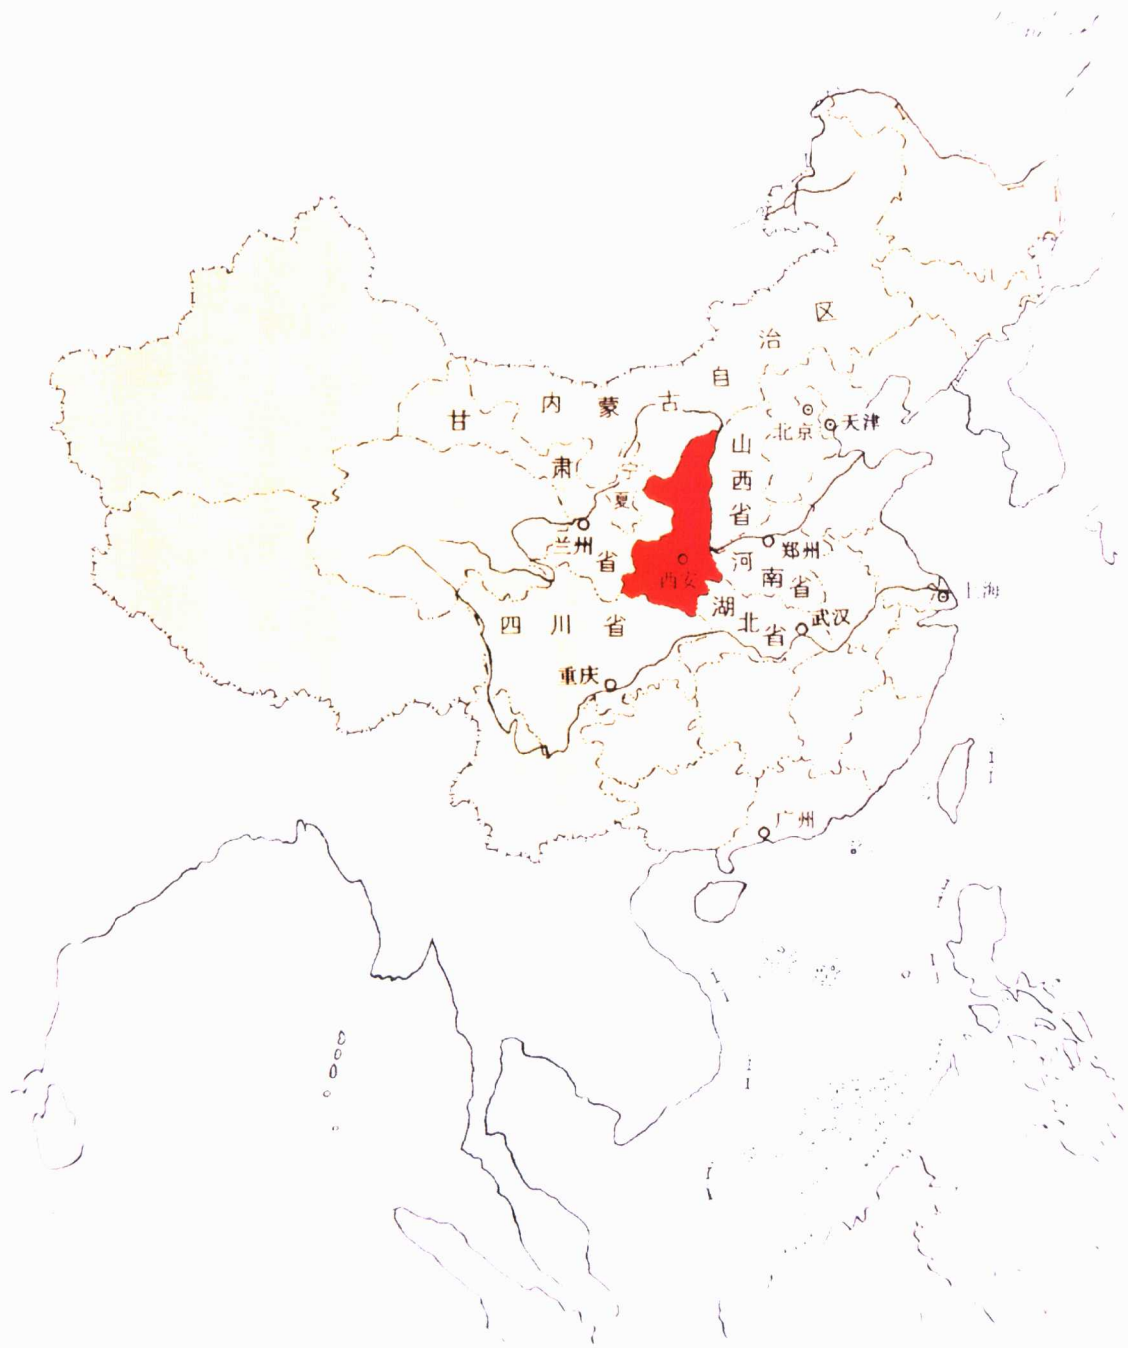 内蒙古自治区
甘肃省
宁夏
山西省
北京
天津
兰州
西安
河南省
郑州
上海
四川省
湖北省
武汉
重庆
广州